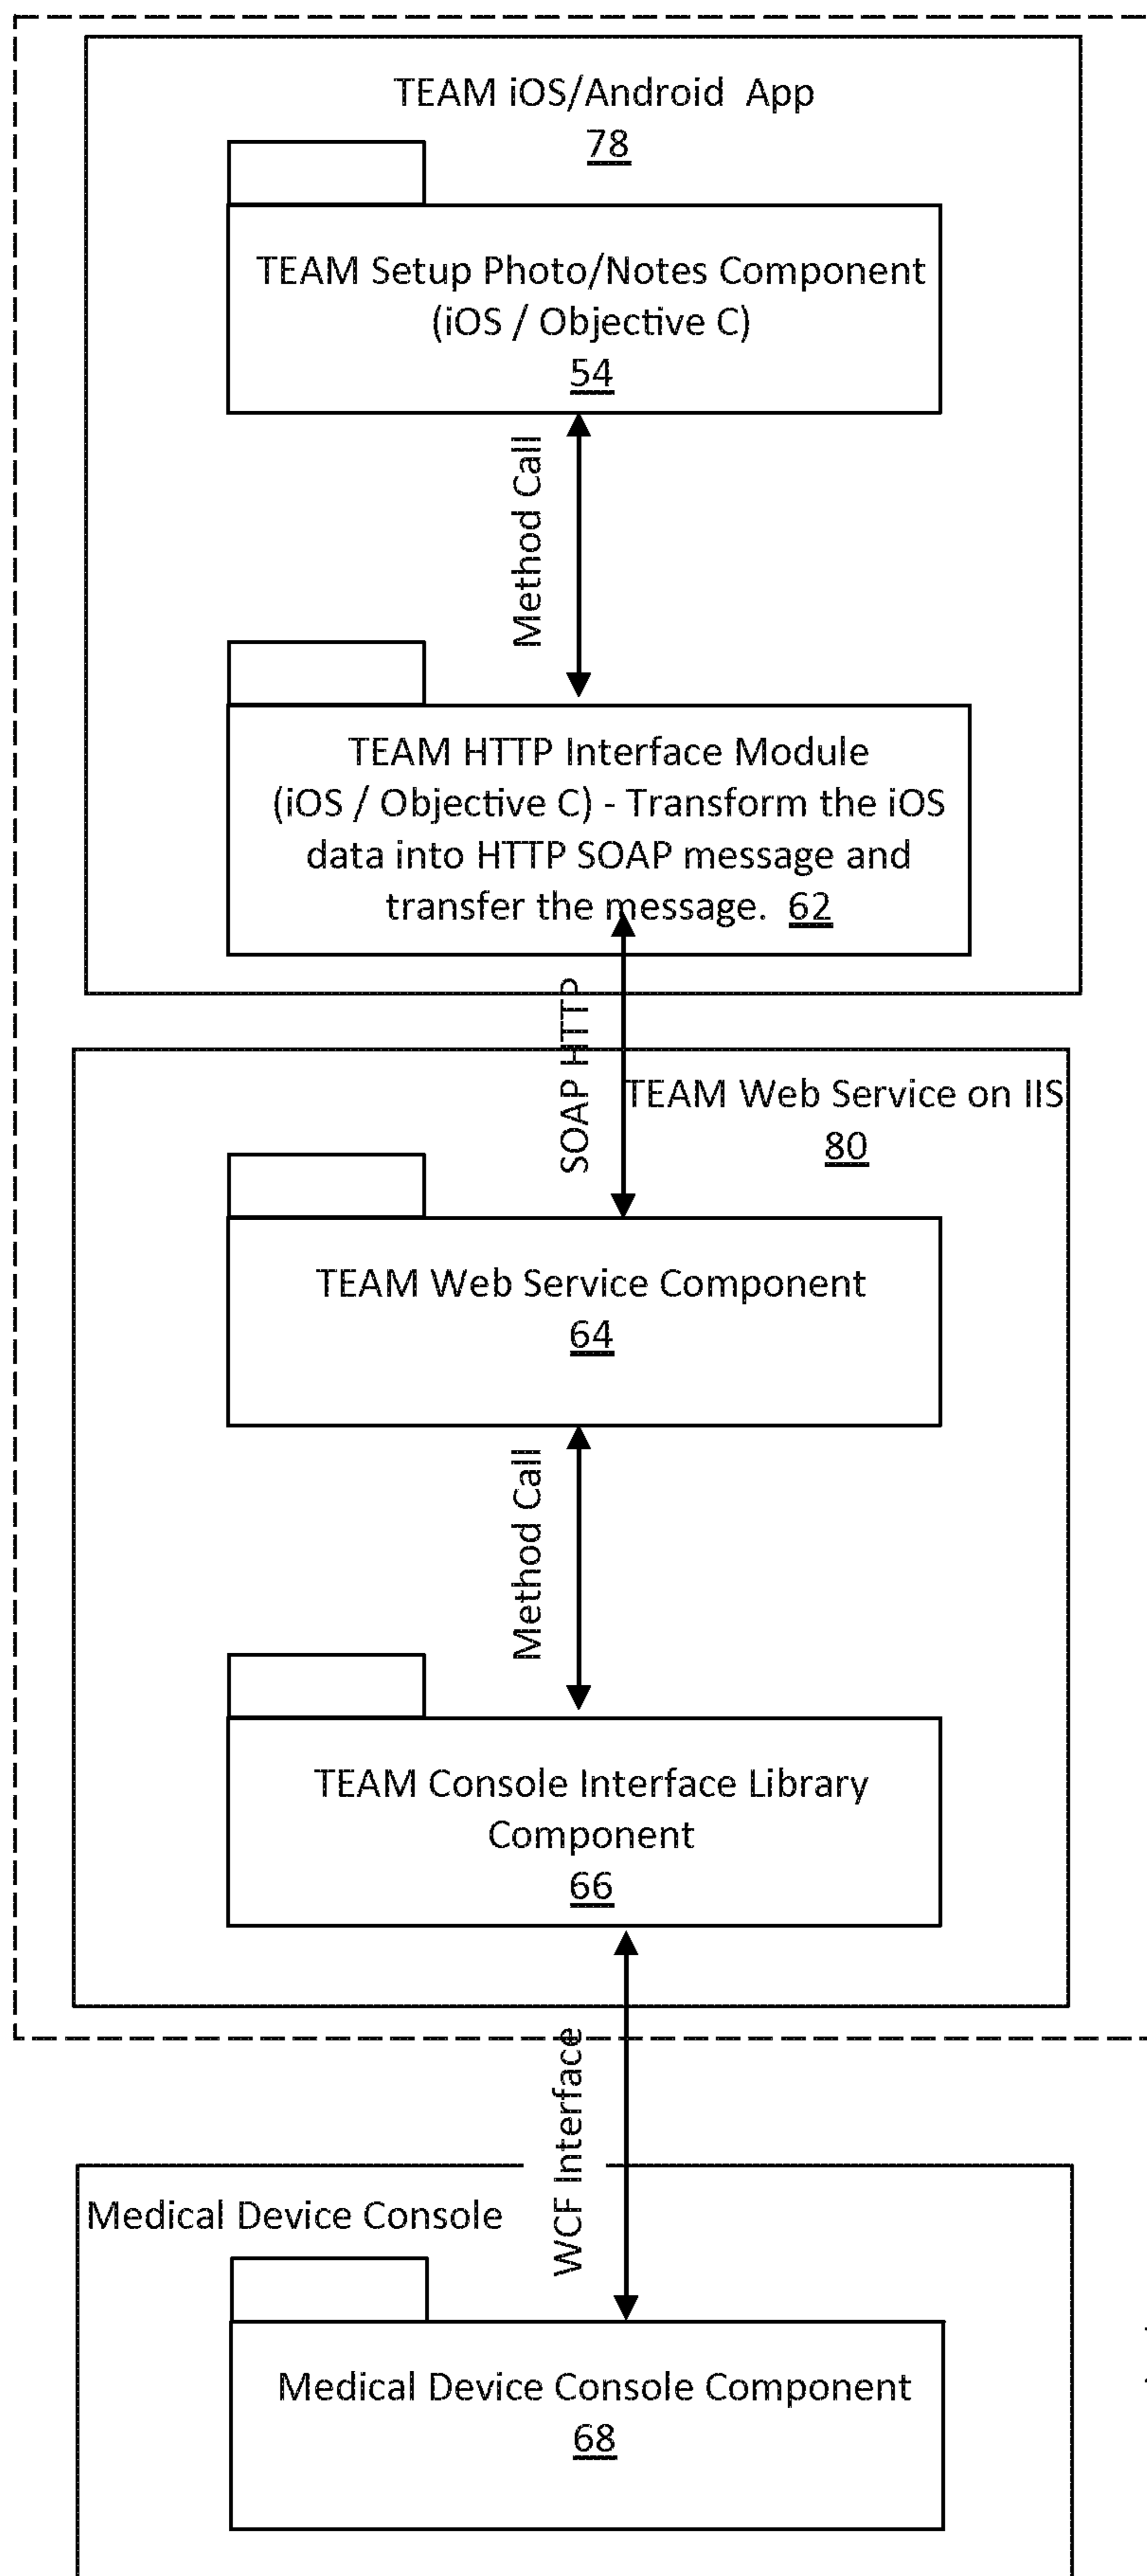 TEAM iOS/Android App
78
TEAM Setup Photo/Notes Component
(iOS / Objective C)
54
Method Call
TEAM HTTP Interface Module
(iOS / Objective C) - Transform the iOS
data into HTTP SOAP message and
transfer the message. 62
SOAP HTTP
TEAM Web Service on IIS
80
TEAM Web Service Component
64
Method Call
TEAM Console Interface Library
Component
66
WCF Interface
Medical Device Console
Medical Device Console Component
68